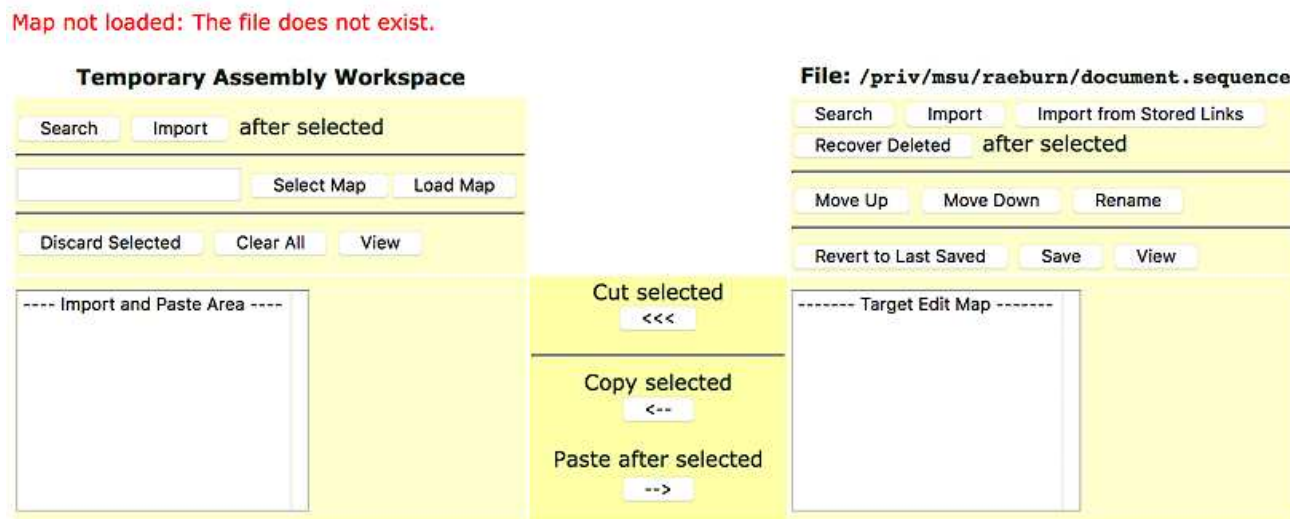 Map not loaded: The file does not exist.
Temporary Assembly Workspace
Search Import after selected
Select Map Load Map
Discard Selected Clear All View
---- Import and Paste Area ----
Cut selected
<<<
Copy selected
<--
Paste after selected
-->
File: /priv/msu/raeburn/document.sequence
Search Import Import from Stored Links
Recover Deleted after selected
Move Up Move Down Rename
Revert to Last Saved Save View
------- Target Edit Map -------